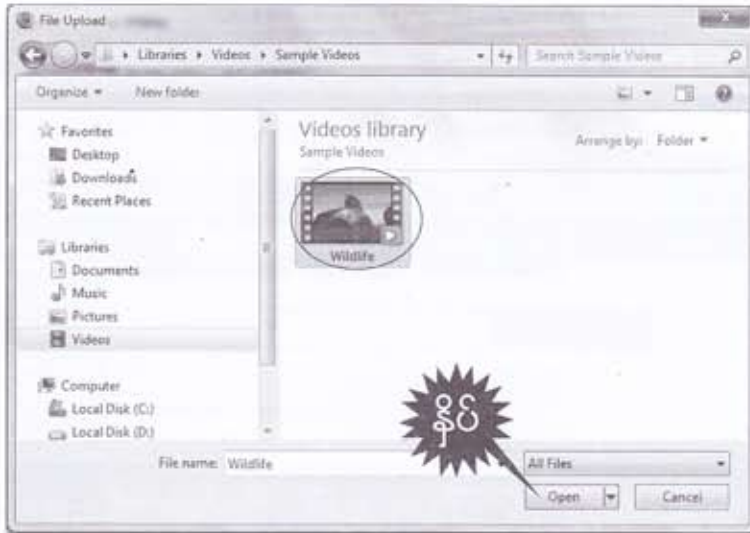 File Upload
Libraries ▸ Videos ▸ Sample Videos
Search Sample Videos
Organize
New folder
Favorites
Desktop
Downloads
Recent Places
Libraries
Documents
Music
Pictures
Videos
Computer
Local Disk (C:)
Local Disk (D:)
Videos library
Sample Videos
Arrange by: Folder
Wildlife
နှိပ်
File name: Wildlife
All Files
Open
Cancel